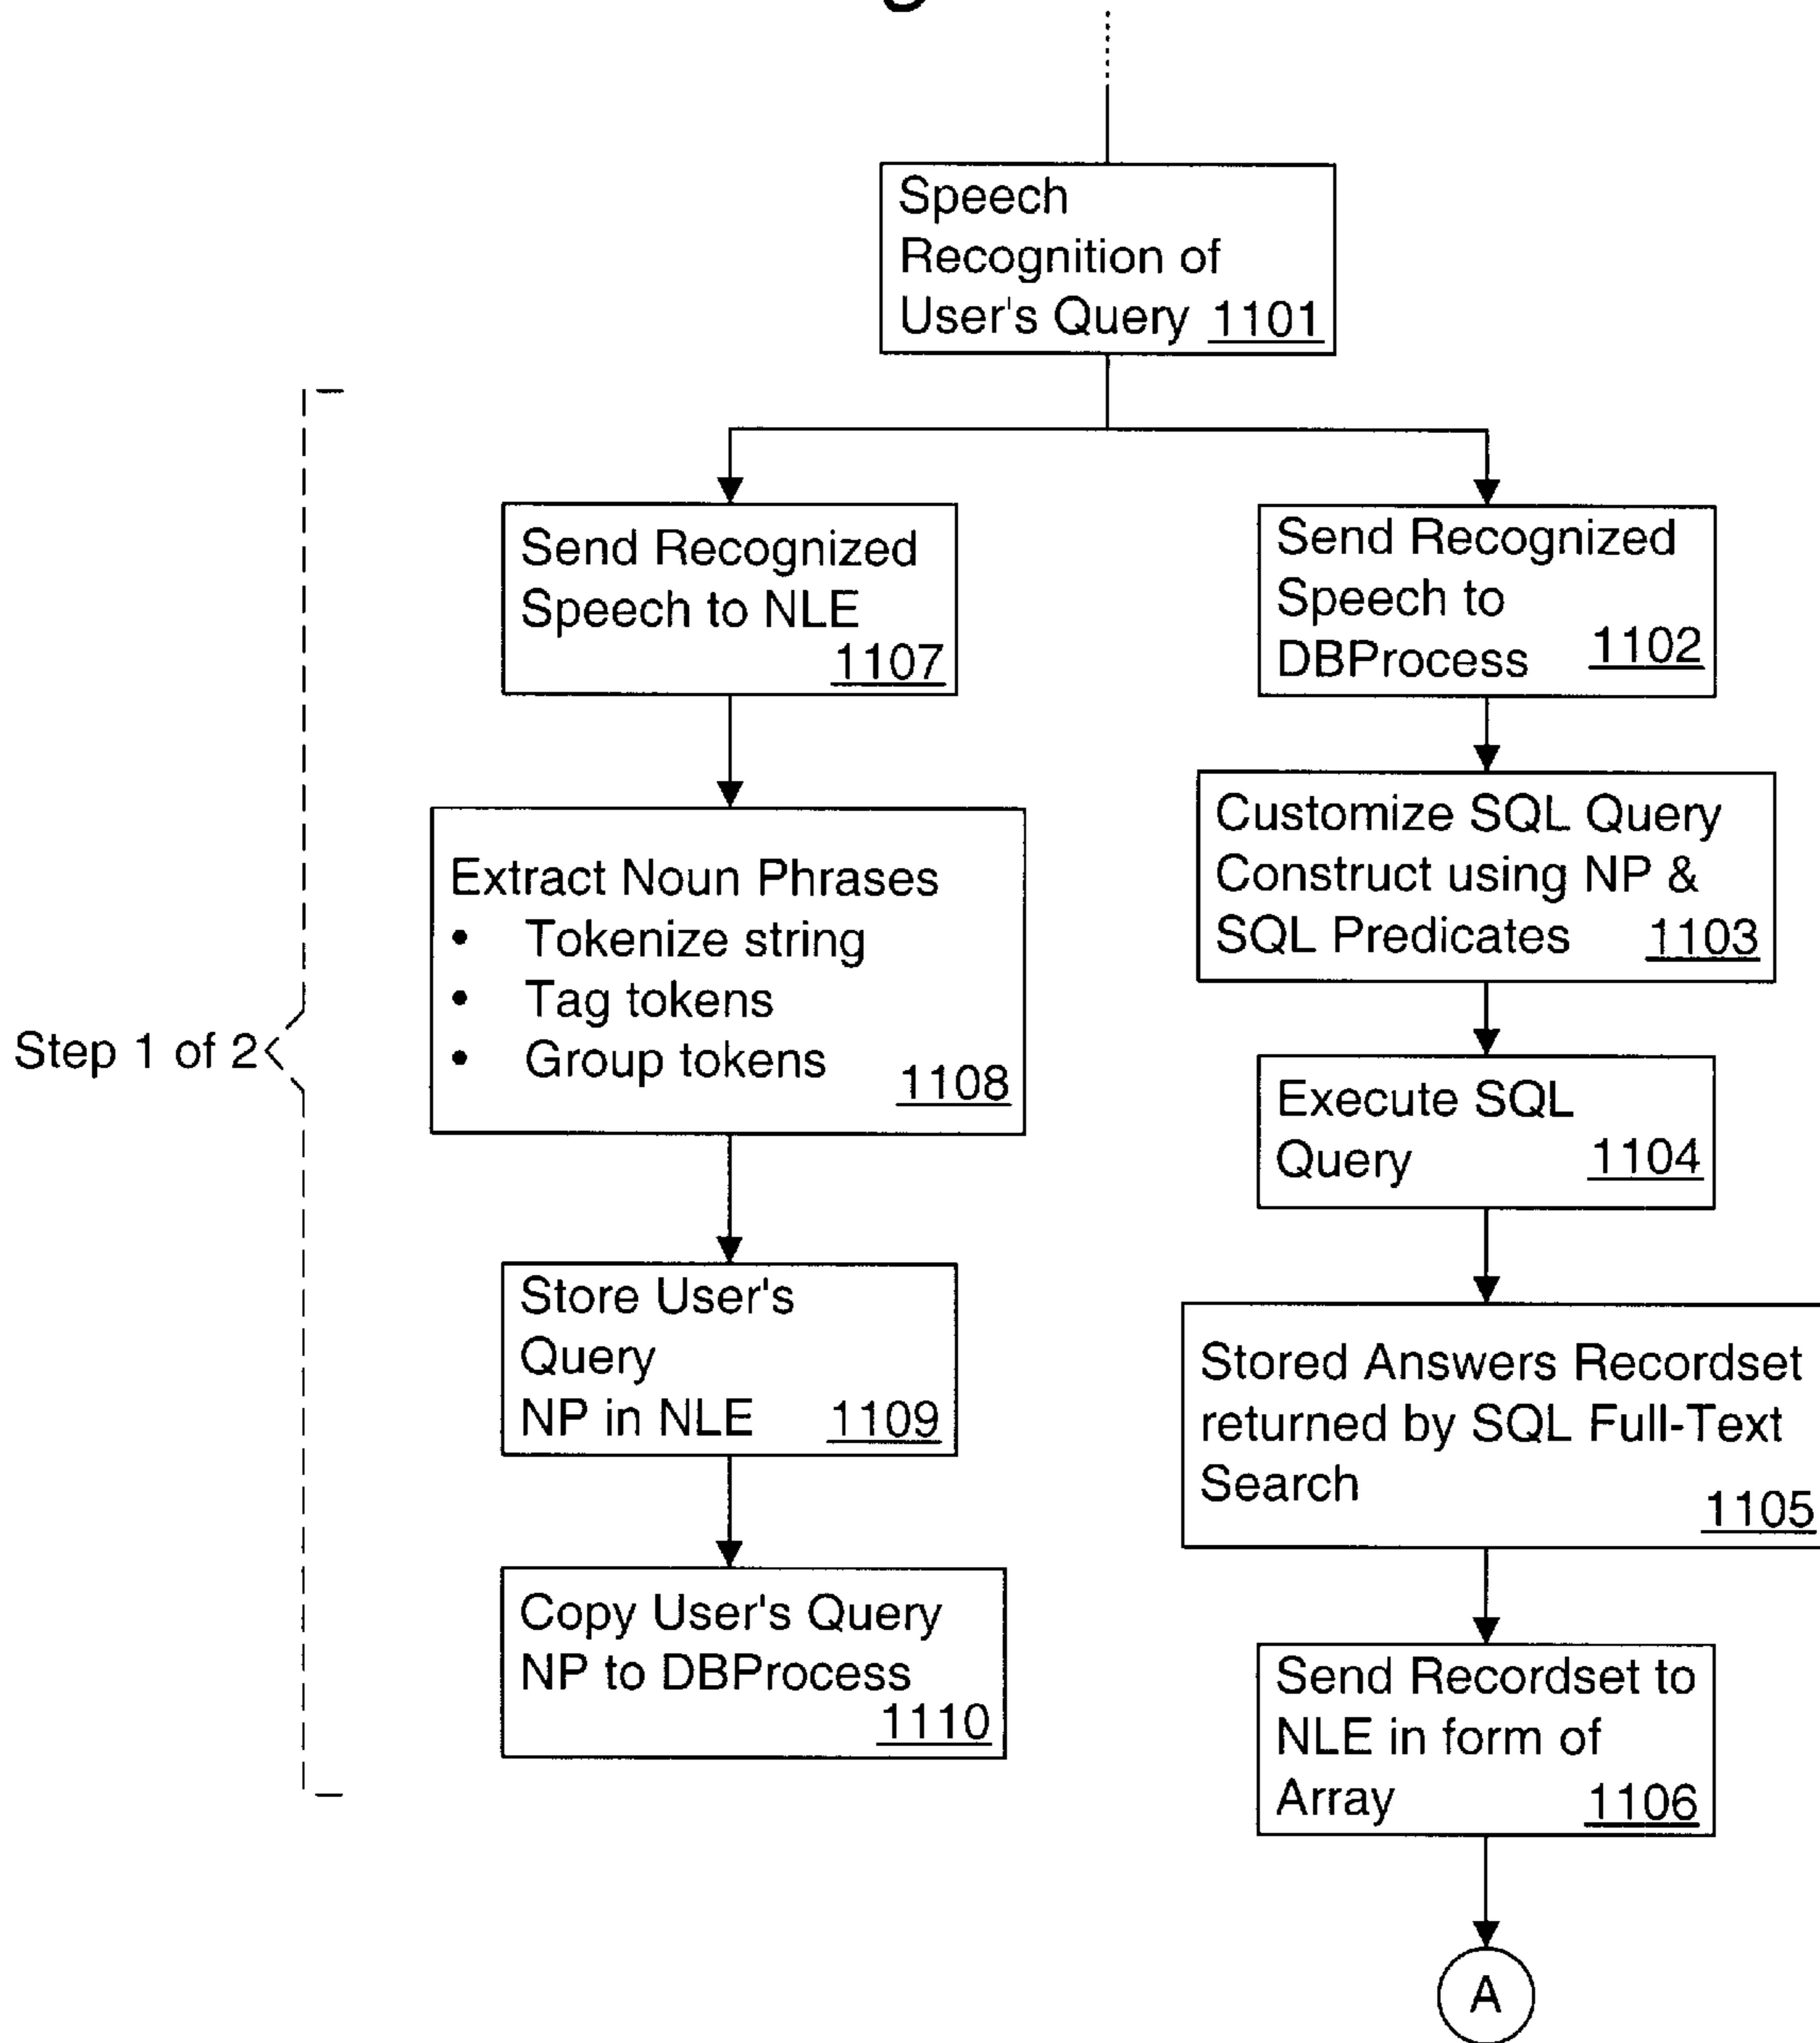 Speech
Recognition of
User's Query 1101
Send Recognized
Speech to NLE
1107
Send Recognized
Speech to
DBProcess 1102
Extract Noun Phrases
• Tokenize string
• Tag tokens
• Group tokens
1108
Customize SQL Query
Construct using NP &
SQL Predicates 1103
Step 1 of 2
Execute SQL
Query 1104
Store User's
Query
NP in NLE 1109
Stored Answers Recordset
returned by SQL Full-Text
Search
1105
Copy User's Query
NP to DBProcess
1110
Send Recordset to
NLE in form of
Array 1106
A